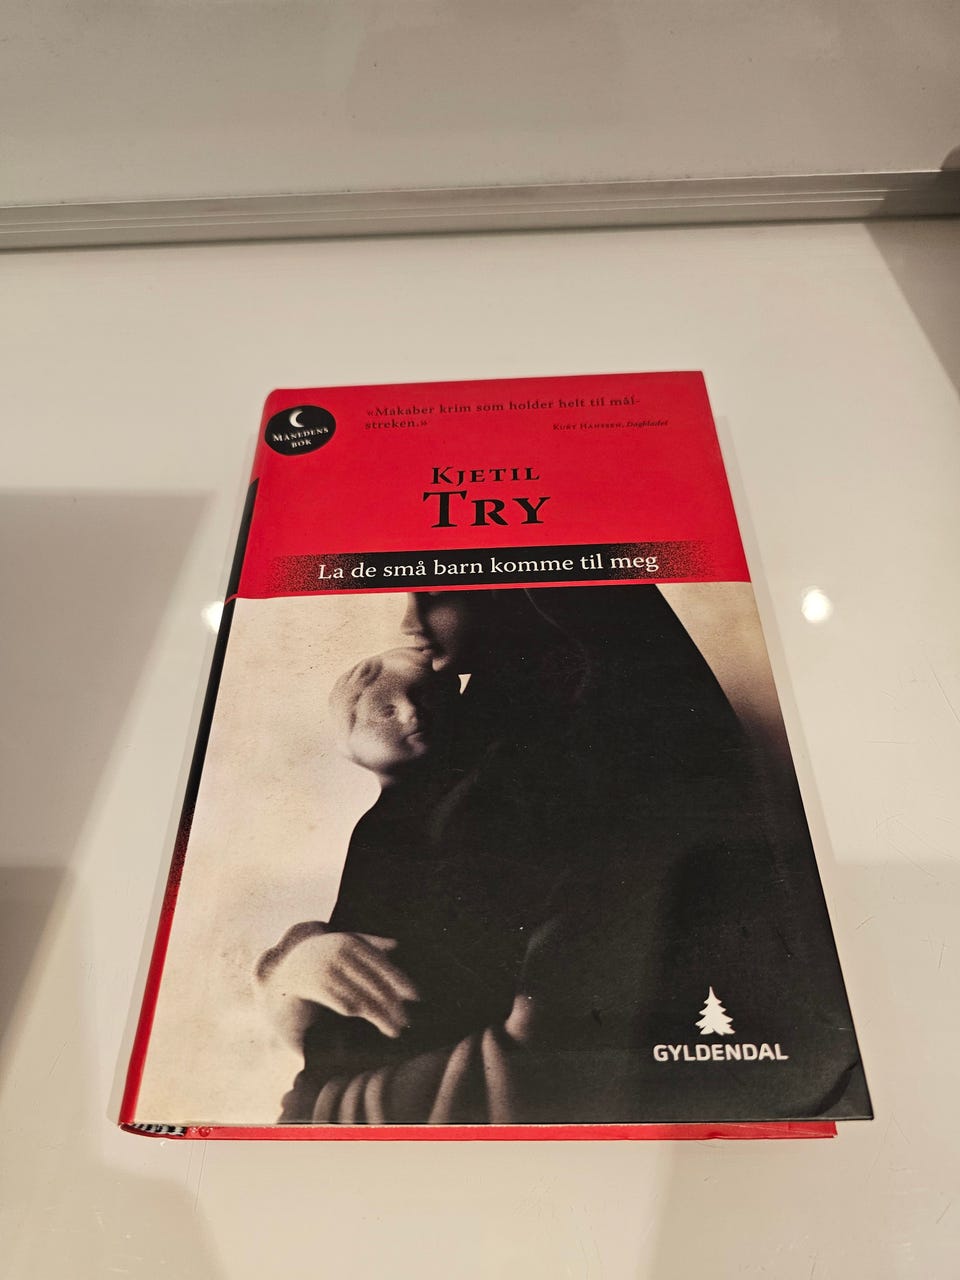 «Makaber krim som holder helt til mål-
streken.»
Kurt Hanssen, Dagbladet
Månedens
bok
Kjetil
Try
La de små barn komme til meg
GYLDENDAL